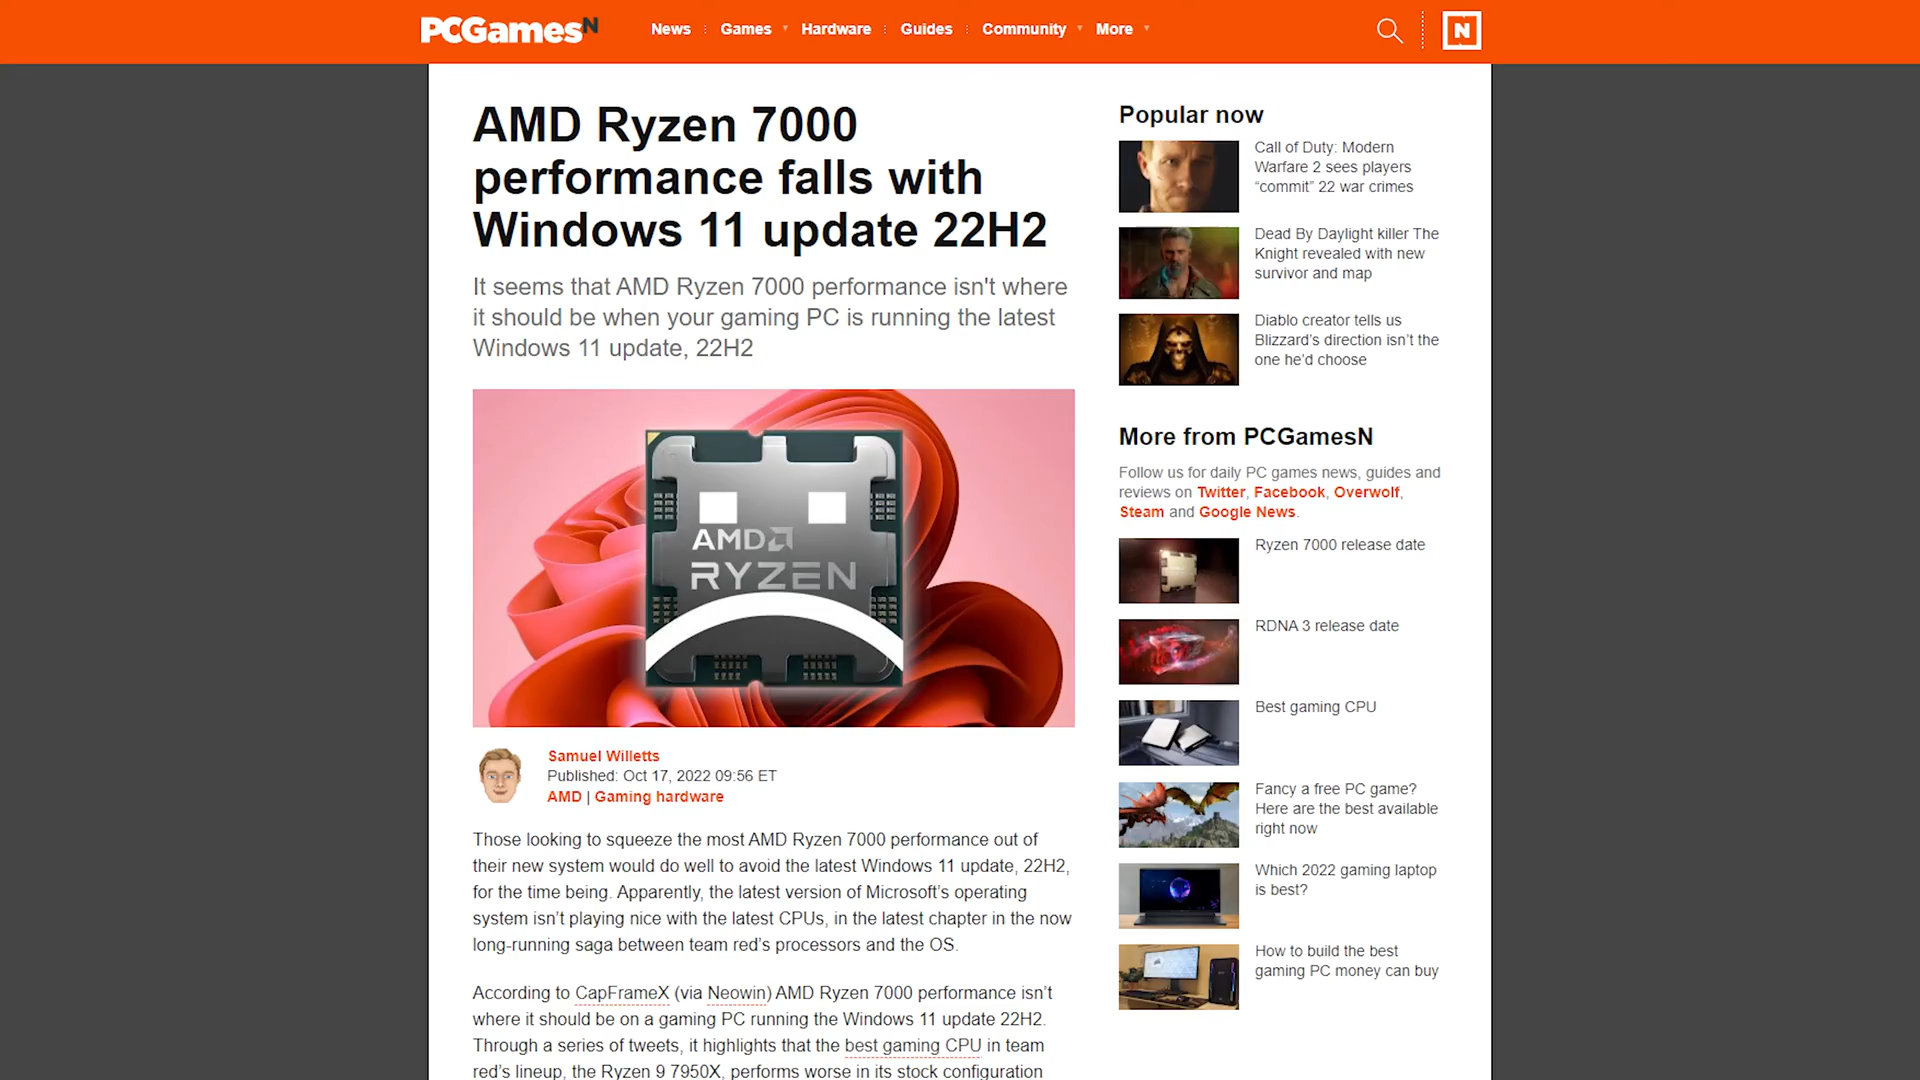 PCGamesN
News
Games
Hardware
Guides
Community
More
N
AMD Ryzen 7000
performance falls with
Windows 11 update 22H2
It seems that AMD Ryzen 7000 performance isn't where
it should be when your gaming PC is running the latest
Windows 11 update, 22H2
AMD
RYZEN
Samuel Willetts
Published: Oct 17, 2022 09:56 ET
AMD | Gaming hardware
Those looking to squeeze the most AMD Ryzen 7000 performance out of
their new system would do well to avoid the latest Windows 11 update, 22H2,
for the time being. Apparently, the latest version of Microsoft’s operating
system isn’t playing nice with the latest CPUs, in the latest chapter in the now
long-running saga between team red’s processors and the OS.
According to CapFrameX (via Neowin) AMD Ryzen 7000 performance isn’t
where it should be on a gaming PC running the Windows 11 update 22H2.
Through a series of tweets, it highlights that the best gaming CPU in team
red’s lineup, the Ryzen 9 7950X, performs worse in its stock configuration
Popular now
Call of Duty: Modern
Warfare 2 sees players
“commit” 22 war crimes
Dead By Daylight killer The
Knight revealed with new
survivor and map
Diablo creator tells us
Blizzard’s direction isn’t the
one he’d choose
More from PCGamesN
Follow us for daily PC games news, guides and
reviews on Twitter, Facebook, Overwolf,
Steam and Google News.
Ryzen 7000 release date
RDNA 3 release date
Best gaming CPU
Fancy a free PC game?
Here are the best available
right now
Which 2022 gaming laptop
is best?
How to build the best
gaming PC money can buy